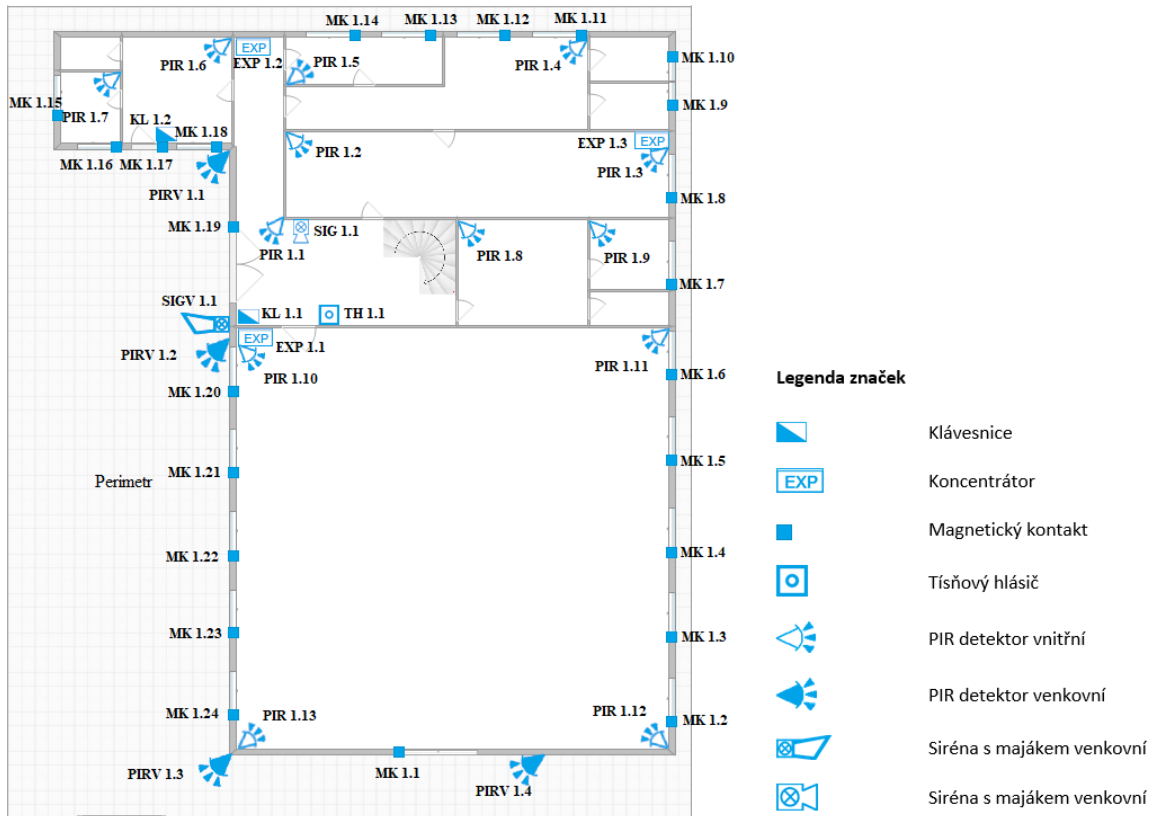 MK 1.14
MK 1.13
MK 1.12
MK 1.11
PIR 1.6
EXP
EXP 1.2
PIR 1.5
PIR 1.4
MK 1.10
MK 1.15
PIR 1.7
MK 1.9
KL 1.2
MK 1.18
PIR 1.2
EXP 1.3
EXP
MK 1.16
MK 1.17
PIR 1.3
PIRV 1.1
MK 1.8
MK 1.19
SIG 1.1
PIR 1.1
PIR 1.8
PIR 1.9
MK 1.7
SIGV 1.1
KL 1.1
TH 1.1
EXP
EXP 1.1
PIRV 1.2
PIR 1.10
PIR 1.11
MK 1.6
MK 1.20
MK 1.5
MK 1.21
Perimetr
MK 1.4
MK 1.22
MK 1.3
MK 1.23
MK 1.24
PIR 1.13
PIR 1.12
MK 1.2
PIRV 1.3
MK 1.1
PIRV 1.4
Legenda značek
Klávesnice
EXP
Koncentrátor
Magnetický kontakt
Tísňový hlásič
PIR detektor vnitřní
PIR detektor venkovní
Siréna s majákem venkovní
Siréna s majákem venkovní